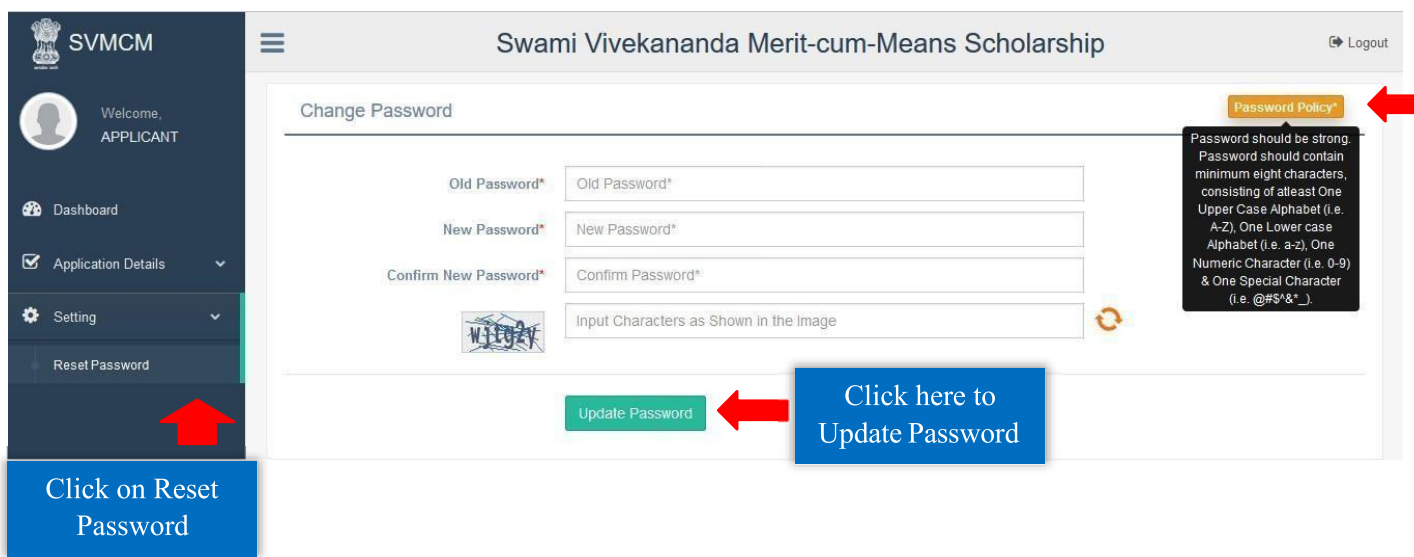 SVMCM
Swami Vivekananda Merit-cum-Means Scholarship
Logout
Welcome,
APPLICANT
Dashboard
Application Details
Setting
Reset Password
Change Password
Password Policy*
Password should be strong.
Password should contain
minimum eight characters,
consisting of atleast One
Upper Case Alphabet (i.e.
A-Z), One Lower case
Alphabet (i.e. a-z), One
Numeric Character (i.e. 0-9)
& One Special Character
(i.e. @#$^&*_).
Old Password* Old Password*
New Password* New Password*
Confirm New Password* Confirm Password*
Input Characters as Shown in the Image
Update Password
Click here to
Update Password
Click on Reset
Password